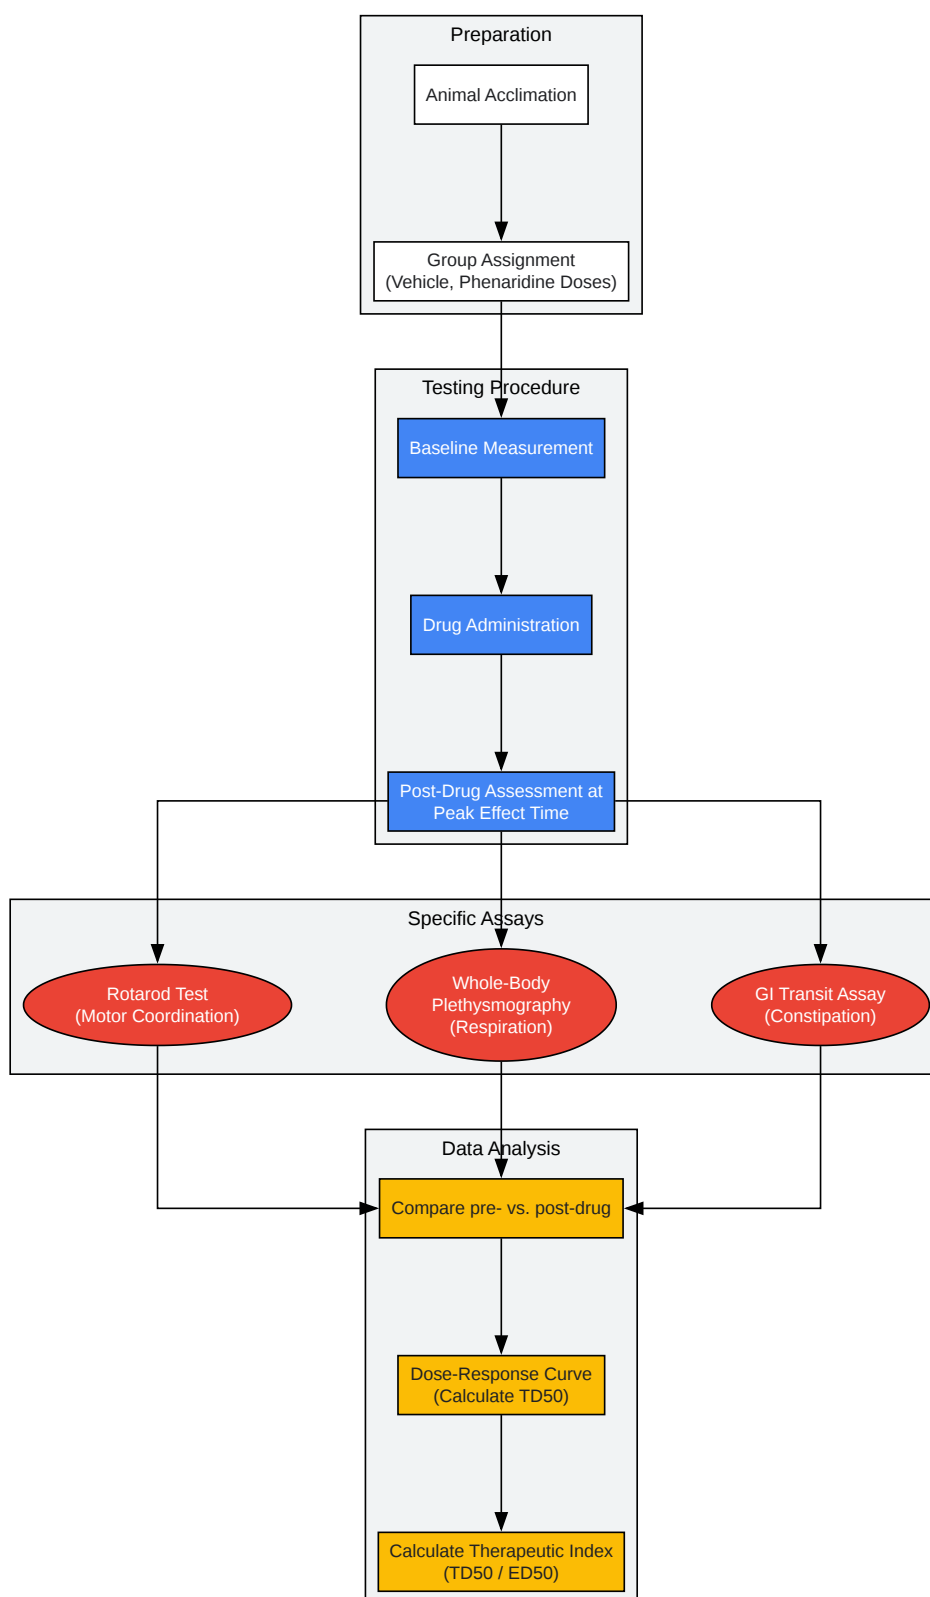 Preparation
Animal Acclimation
Group Assignment
(Vehicle, Phenaridine Doses)
Testing Procedure
Baseline Measurement
Drug Administration
Post-Drug Assessment at
Peak Effect Time
Specific Assays
Rotarod Test
(Motor Coordination)
Whole-Body
Plethysmography
(Respiration)
GI Transit Assay
(Constipation)
Data Analysis
Compare pre- vs. post-drug
Dose-Response Curve
(Calculate TD50)
Calculate Therapeutic Index
(TD50 / ED50)